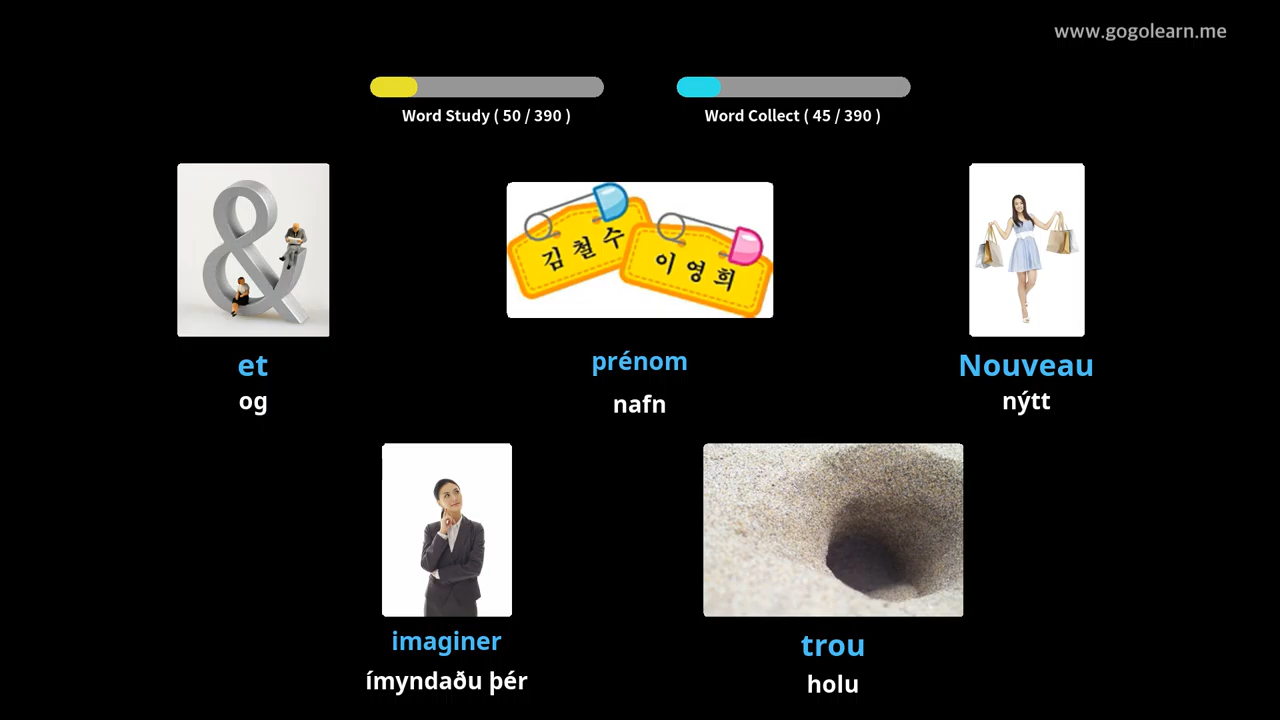 www.gogolearn.me
Word Study ( 50 / 390 )
Word Collect ( 45 / 390 )
&
김철수
이영희
et
og
prénom
nafn
Nouveau
nýtt
imaginer
ímyndaðu þér
trou
holu